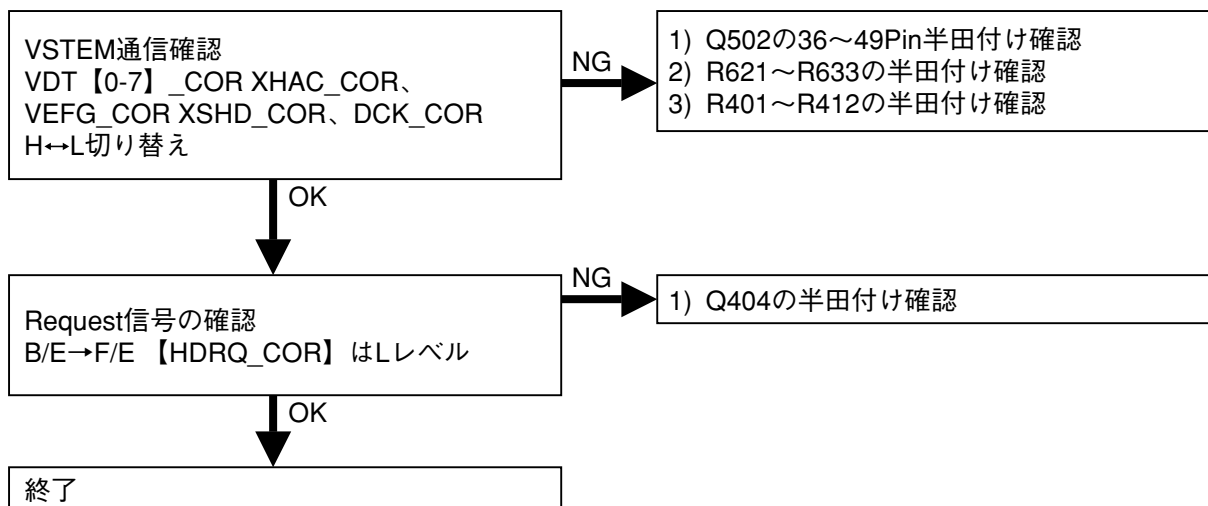 VSTEM通信確認
VDT【0-7】_COR XHAC_COR、
VEFG_COR XSHD_COR、DCK_COR
H↔L切り替え
NG
1) Q502の36～49Pin半田付け確認
2) R621～R633の半田付け確認
3) R401～R412の半田付け確認
OK
Request信号の確認
B/E→F/E 【HDRQ_COR】はLレベル
NG
1) Q404の半田付け確認
OK
終了